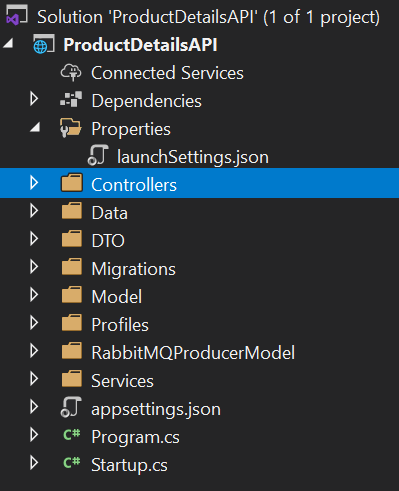 Solution 'ProductDetailsAPI' (1 of 1 project)
ProductDetailsAPI
Connected Services
Dependencies
Properties
launchSettings.json
Controllers
Data
DTO
Migrations
Model
Profiles
RabbitMQProducerModel
Services
appsettings.json
C# Program.cs
C# Startup.cs